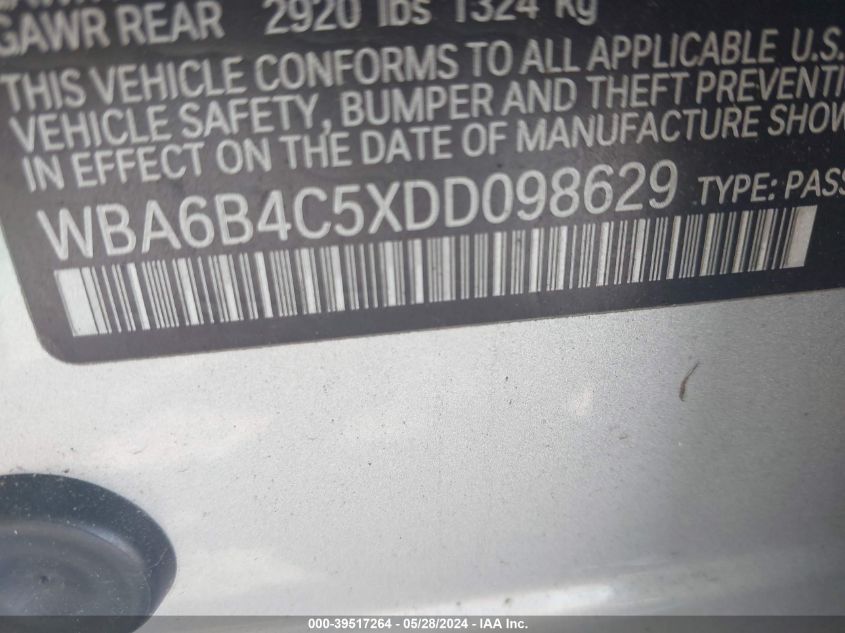 GAWR REAR 2920 lbs 1324 kg
THIS VEHICLE CONFORMS TO ALL APPLICABLE U.S.
VEHICLE SAFETY, BUMPER AND THEFT PREVENTI
IN EFFECT ON THE DATE OF MANUFACTURE SHOW
WBA6B4C5XDD098629 TYPE: PASS
000-39517264 - 05/28/2024 - IAAI Inc.